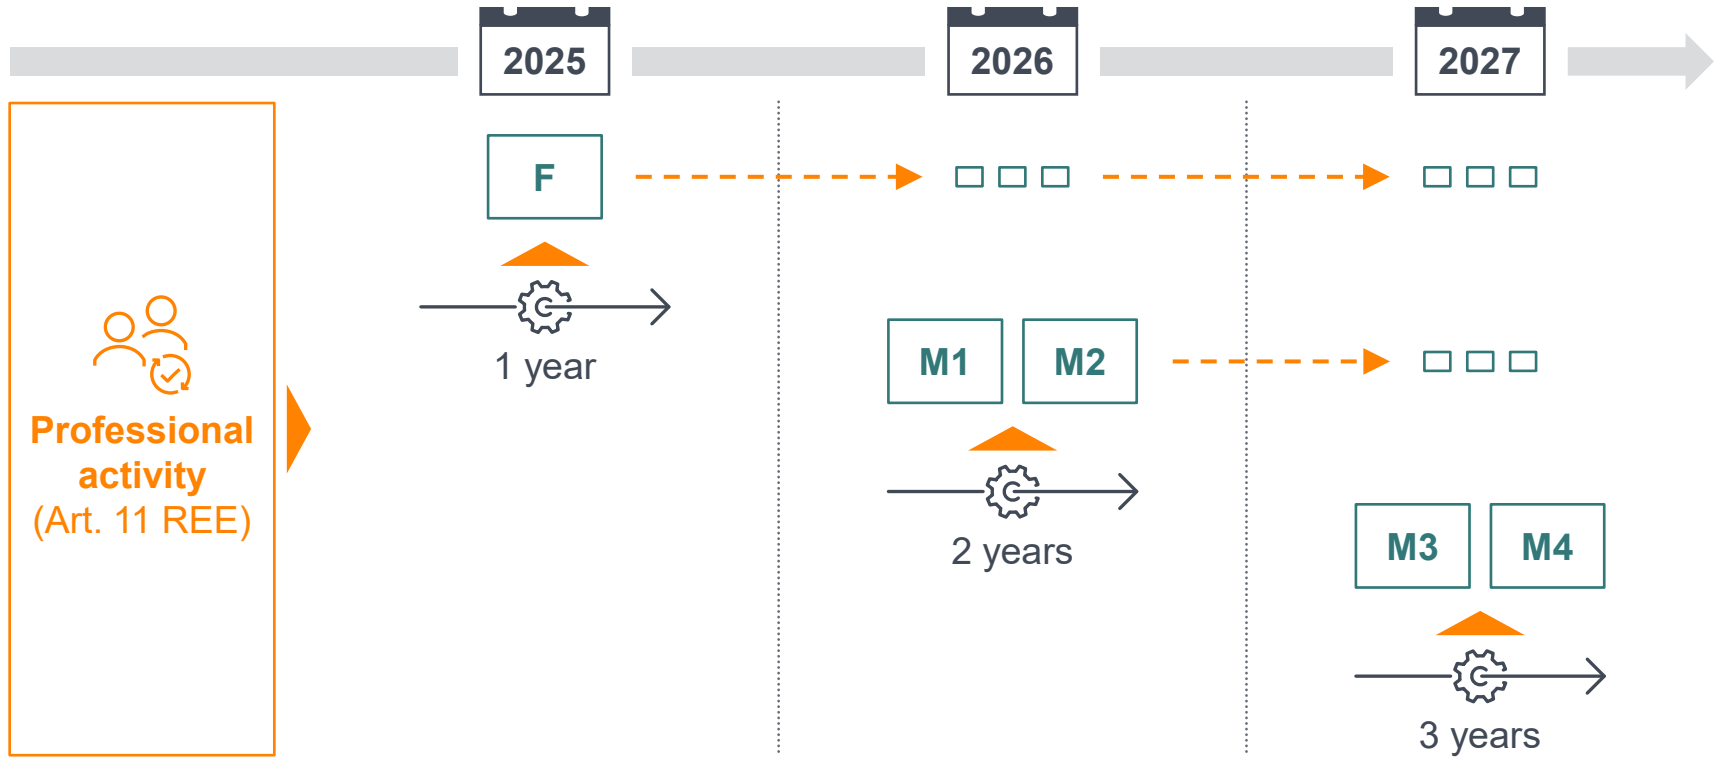 2025
2026
2027
F
1 year
M1
M2
Professional
activity
(Art. 11 REE)
2 years
M3
M4
3 years